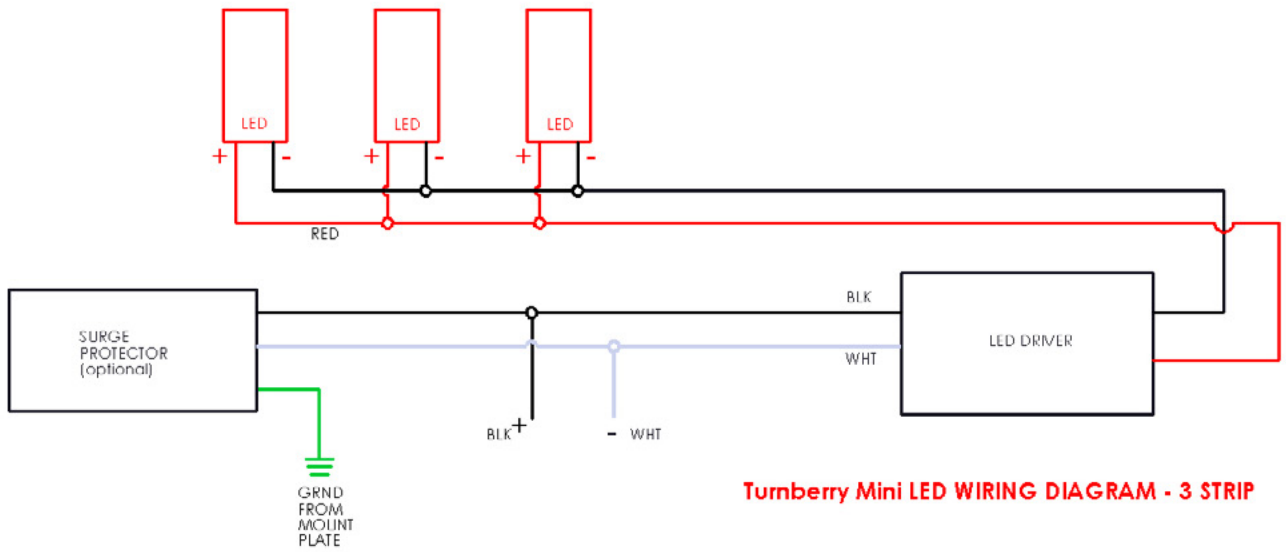 LED
LED
LED
+
-
+
-
+
-
RED
BLK
SURGE
PROTECTOR
(optional)
LED DRIVER
WHT
BLK +
- WHT
GRND
FROM
MOUNT
PLATE
Turnberry Mini LED WIRING DIAGRAM - 3 STRIP